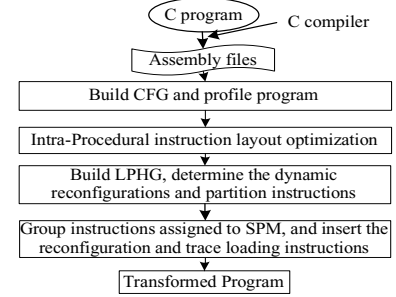 C program
C compiler
Assembly files
Build CFG and profile program
Intra-Procedural instruction layout optimization
Build LPHG, determine the dynamic
reconfigurations and partition instructions
Group instructions assigned to SPM, and insert the
reconfiguration and trace loading instructions
Transformed Program